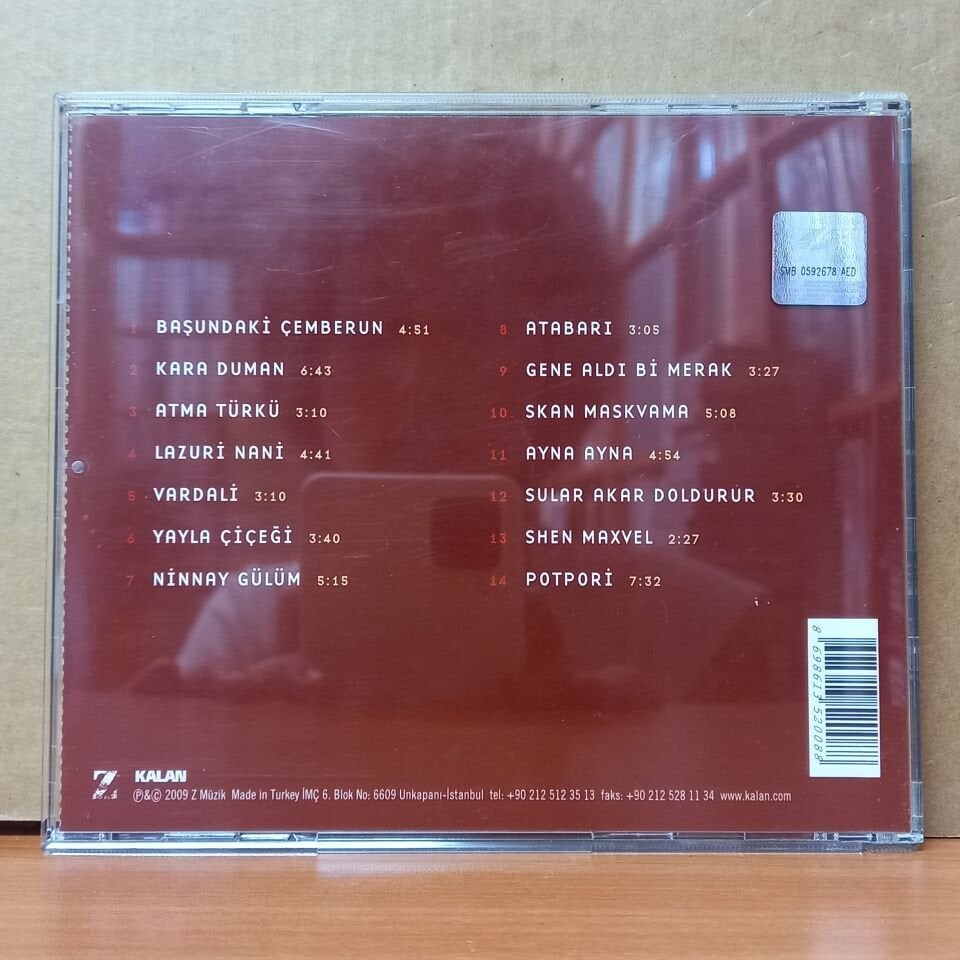 SMB 0592678 AED
1 BAŞUNDAKİ ÇEMBERUN 4:51
2 KARA DUMAN 6:43
3 ATMA TÜRKÜ 3:10
4 LAZURİ NANİ 4:41
5 VARDALİ 3:10
6 YAYLA ÇİÇEĞİ 3:40
7 NİNNAY GÜLÜM 5:15
8 ATABARI 3:05
9 GENE ALDI Bİ MERAK 3:27
10 SKAN MASKVAMA 5:08
11 AYNA AYNA 4:54
12 SULAR AKAR DOLDURUR 3:30
13 SHEN MAXVEL 2:27
14 POTPORİ 7:32
8 698613 520088
Z KALAN
℗&© 2009 Z Müzik Made in Turkey İMÇ 6. Blok No: 6609 Unkapanı-İstanbul tel: +90 212 512 35 13 faks: +90 212 528 11 34 www.kalan.com